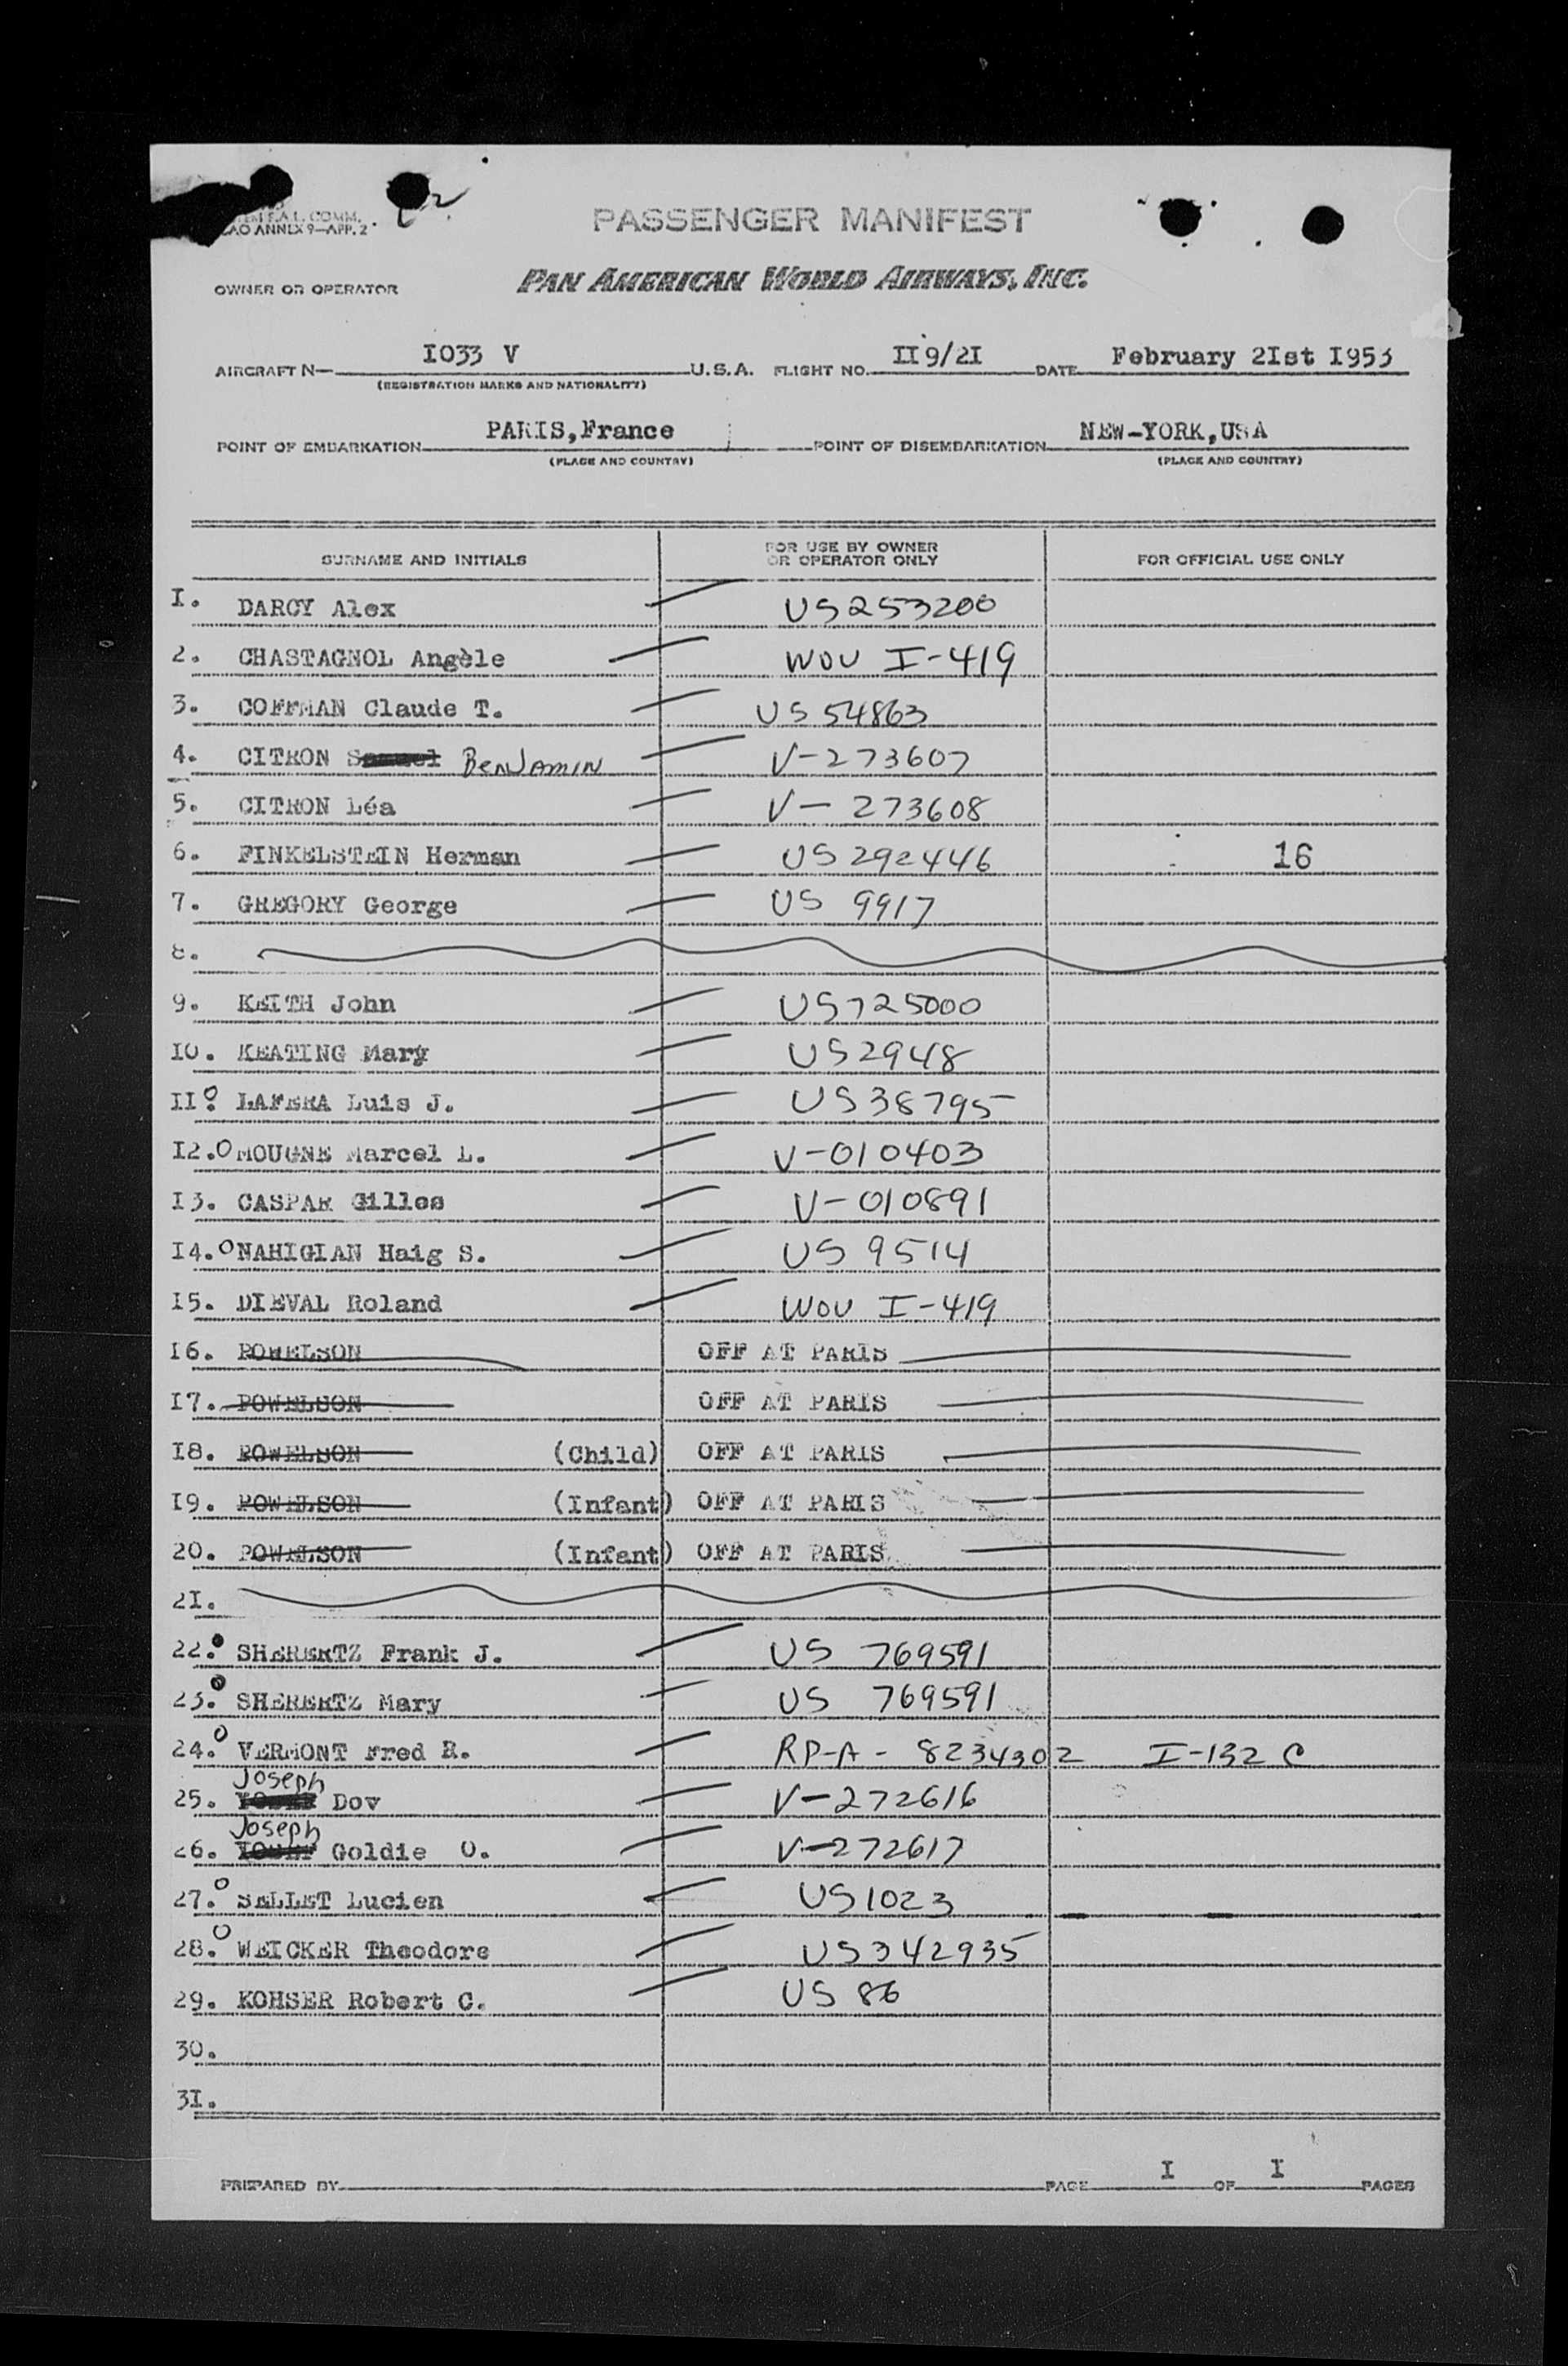 F.A.L. COMM.
ICAO ANNEX 9—APP. 2
PASSENGER MANIFEST
OWNER OR OPERATOR PAN AMERICAN WORLD AIRWAYS, INC.
AIRCRAFT N— I033 V U.S.A. FLIGHT NO. II9/2I DATE February 2Ist I953
(REGISTRATION MARKS AND NATIONALITY)
POINT OF EMBARKATION PARIS,France POINT OF DISEMBARKATION NEW-YORK,USA
(PLACE AND COUNTRY) (PLACE AND COUNTRY)
SURNAME AND INITIALS FOR USE BY OWNER OR OPERATOR ONLY FOR OFFICIAL USE ONLY
I. DARCY Alex US253200
2. CHASTAGNOL Angèle WOU I-419
3. COFFMAN Claude T. US 54863
4. CITRON Samuel BENJAMIN V-273607
5. CITRON Léa V-273608
6. FINKELSTEIN Herman US 292446 16
7. GREGORY George US 9917
8.
9. KEITH John US725000
I0. KEATING Mary US2948
II. LAFERA Luis J. US38795
I2. MOUGNE Marcel L. V-010403
I3. CASPAR Gilles V-010891
I4. NAHIGIAN Haig S. US 9514
I5. DIEVAL Roland WOU I-419
I6. POWELSON OFF AT PARIS
I7. POWELSON OFF AT PARIS
I8. POWELSON (Child) OFF AT PARIS
I9. POWELSON (Infant) OFF AT PARIS
20. POWELSON (Infant) OFF AT PARIS
2I.
22. SHERERTZ Frank J. US 769591
23. SHERERTZ Mary US 769591
24. VERMONT Fred R. RP-A-8234302 I-132 C
Joseph
25. Dov V-272616
Joseph
26. Goldie O. V-272617
27. SELLET Lucien US1023
28. WEICKER Theodore US342935
29. KOHSER Robert C. US 86
30.
3I.
PREPARED BY PAGE I OF I PAGES